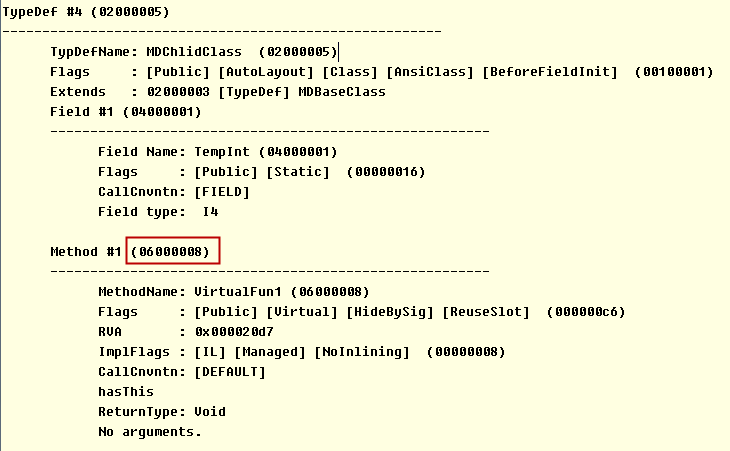 TypeDef #4 (02000005)
-------------------------------------------------------
TypDefName: MDChlidClass (02000005)
Flags : [Public] [AutoLayout] [Class] [AnsiClass] [BeforeFieldInit] (00100001)
Extends : 02000003 [TypeDef] MDBaseClass
Field #1 (04000001)
-------------------------------------------------------
Field Name: TempInt (04000001)
Flags : [Public] [Static] (00000016)
CallCnvntn: [FIELD]
Field type: I4
Method #1 (06000008)
-------------------------------------------------------
MethodName: VirtualFun1 (06000008)
Flags : [Public] [Virtual] [HideBySig] [ReuseSlot] (000000c6)
RVA : 0x000020d7
ImplFlags : [IL] [Managed] [NoInlining] (00000008)
CallCnvntn: [DEFAULT]
hasThis
ReturnType: Void
No arguments.